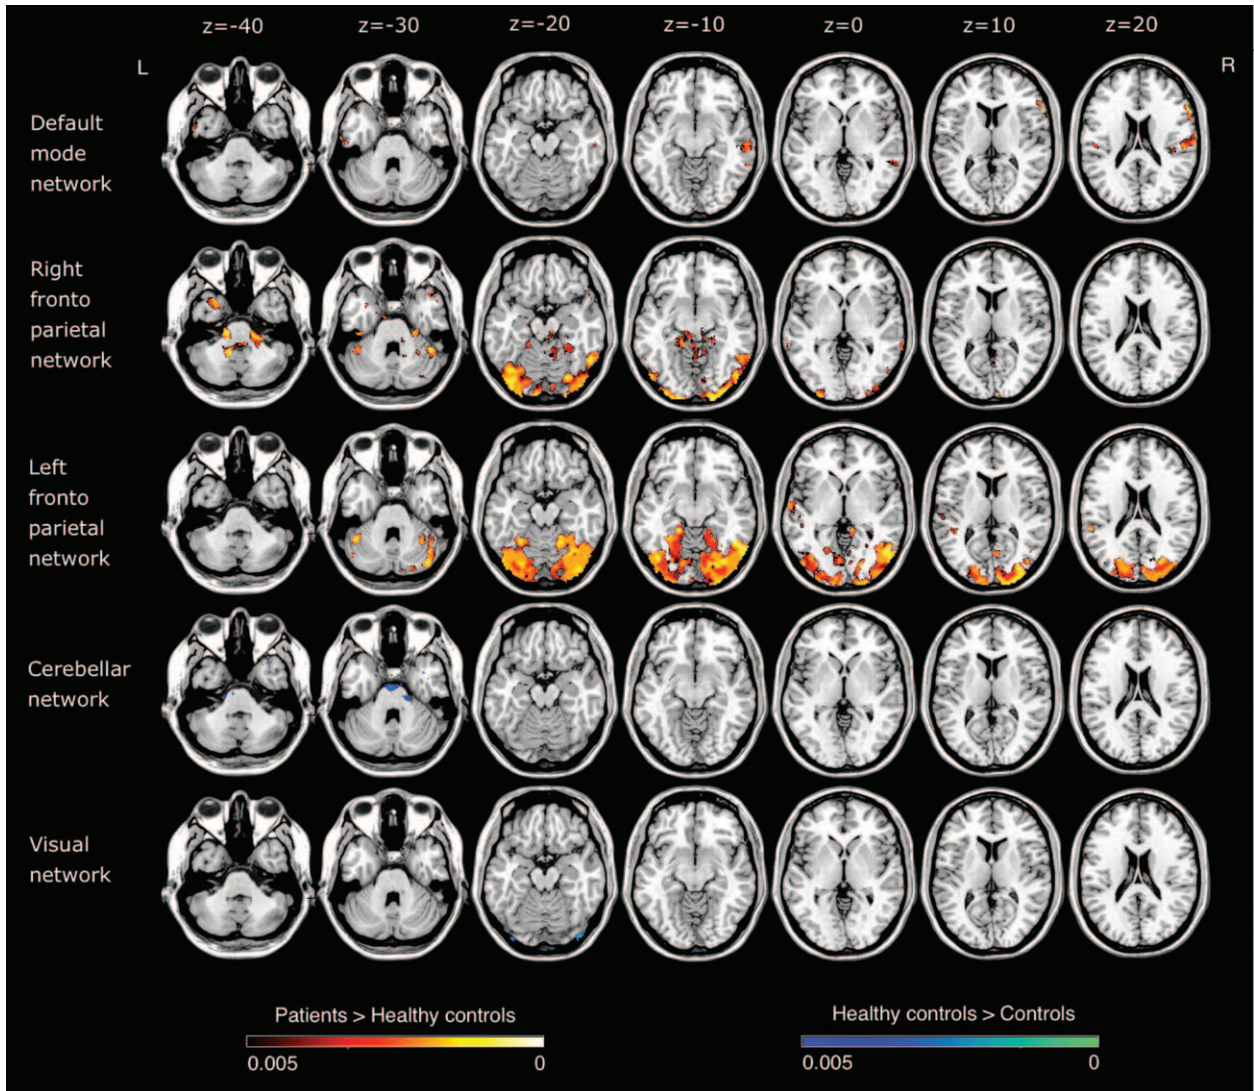 z=-40 z=-30 z=-20 z=-10 z=0 z=10 z=20
L R
Default
mode
network
Right
fronto
parietal
network
Left
fronto
parietal
network
Cerebellar
network
Visual
network
Patients > Healthy controls Healthy controls > Controls
0.005 0 0.005 0